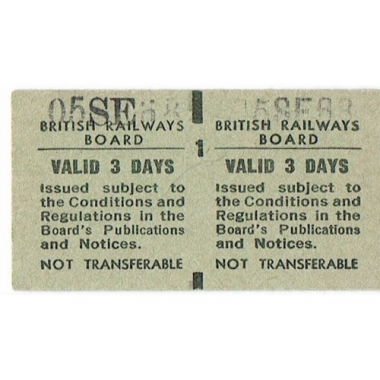 05SE68 05SE68
BRITISH RAILWAYS BOARD
VALID 3 DAYS
Issued subject to
the Conditions and
Regulations in the
Board's Publications
and Notices.
NOT TRANSFERABLE
1
BRITISH RAILWAYS BOARD
VALID 3 DAYS
Issued subject to
the Conditions and
Regulations in the
Board's Publications
and Notices.
NOT TRANSFERABLE